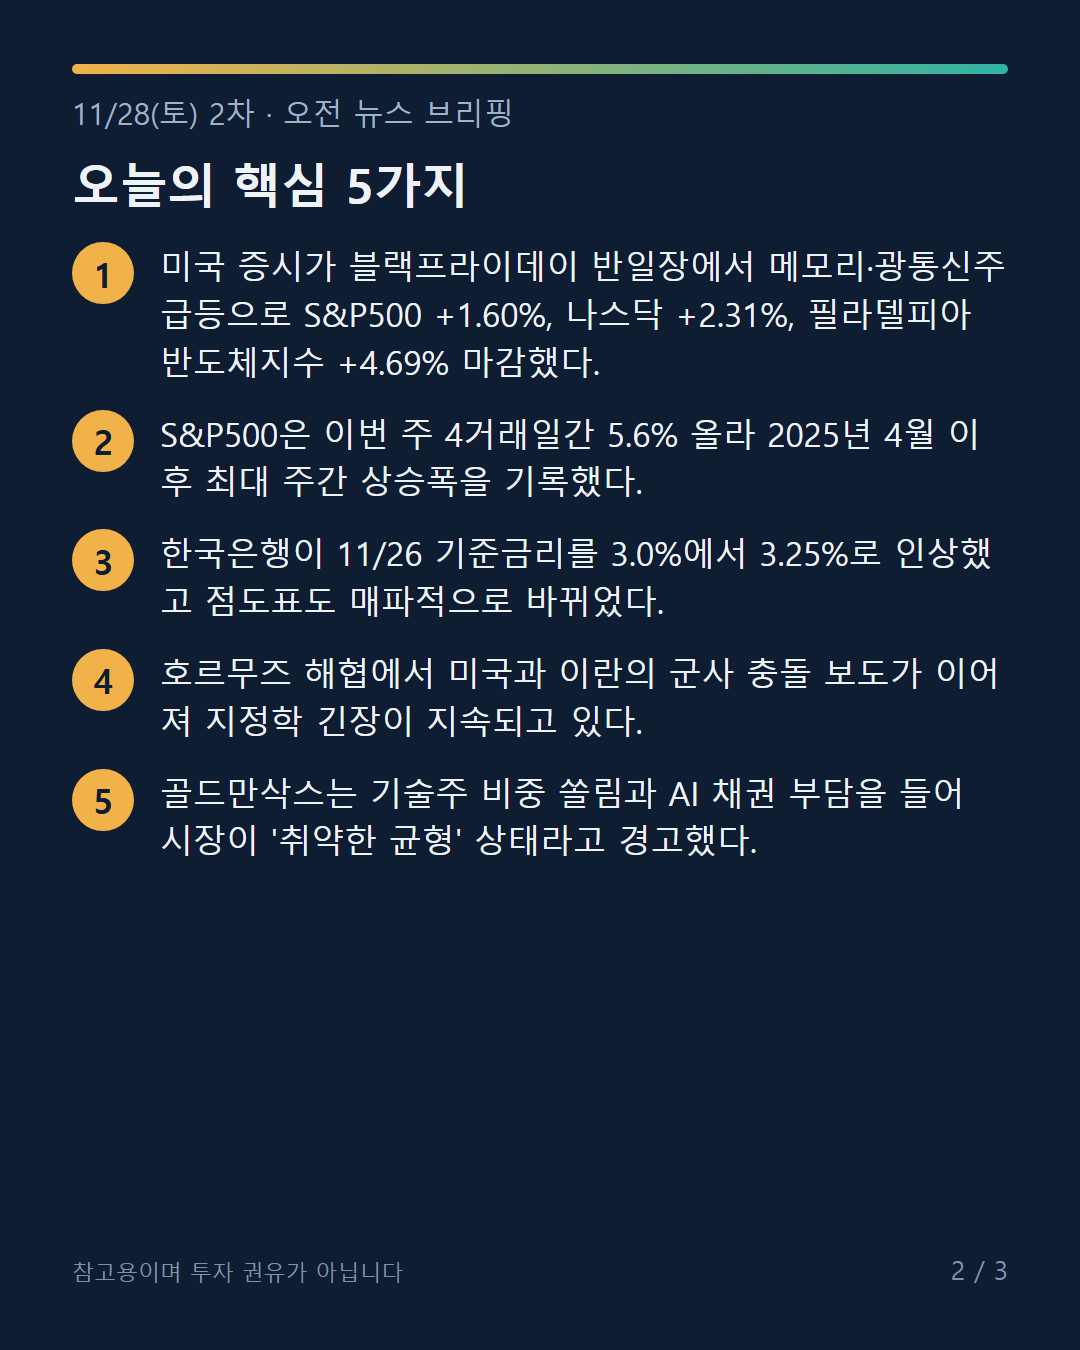 11/28(토) 2차 · 오전 뉴스 브리핑
오늘의 핵심 5가지
1 미국 증시가 블랙프라이데이 반일장에서 메모리·광통신주
급등으로 S&P500 +1.60%, 나스닥 +2.31%, 필라델피아
반도체지수 +4.69% 마감했다.
2 S&P500은 이번 주 4거래일간 5.6% 올라 2025년 4월 이
후 최대 주간 상승폭을 기록했다.
3 한국은행이 11/26 기준금리를 3.0%에서 3.25%로 인상했
고 점도표도 매파적으로 바뀌었다.
4 호르무즈 해협에서 미국과 이란의 군사 충돌 보도가 이어
져 지정학 긴장이 지속되고 있다.
5 골드만삭스는 기술주 비중 쏠림과 AI 채권 부담을 들어
시장이 '취약한 균형' 상태라고 경고했다.
참고용이며 투자 권유가 아닙니다
2 / 3